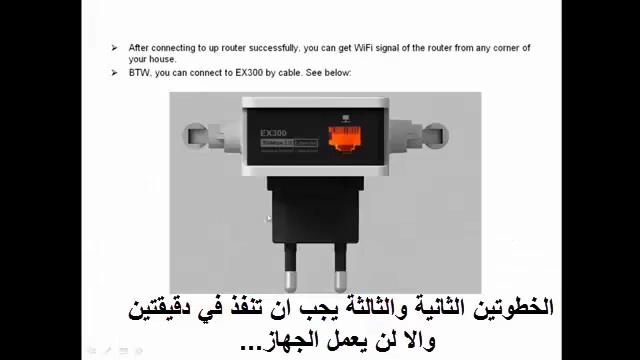 After connecting to up router successfully, you can get WiFi signal of the router from any corner of
your house.
BTW, you can connect to EX300 by cable. See below:
EX300
الخطوتين الثانية والثالثة يجب ان تنفذ في دقيقتين
والا لن يعمل الجهاز...